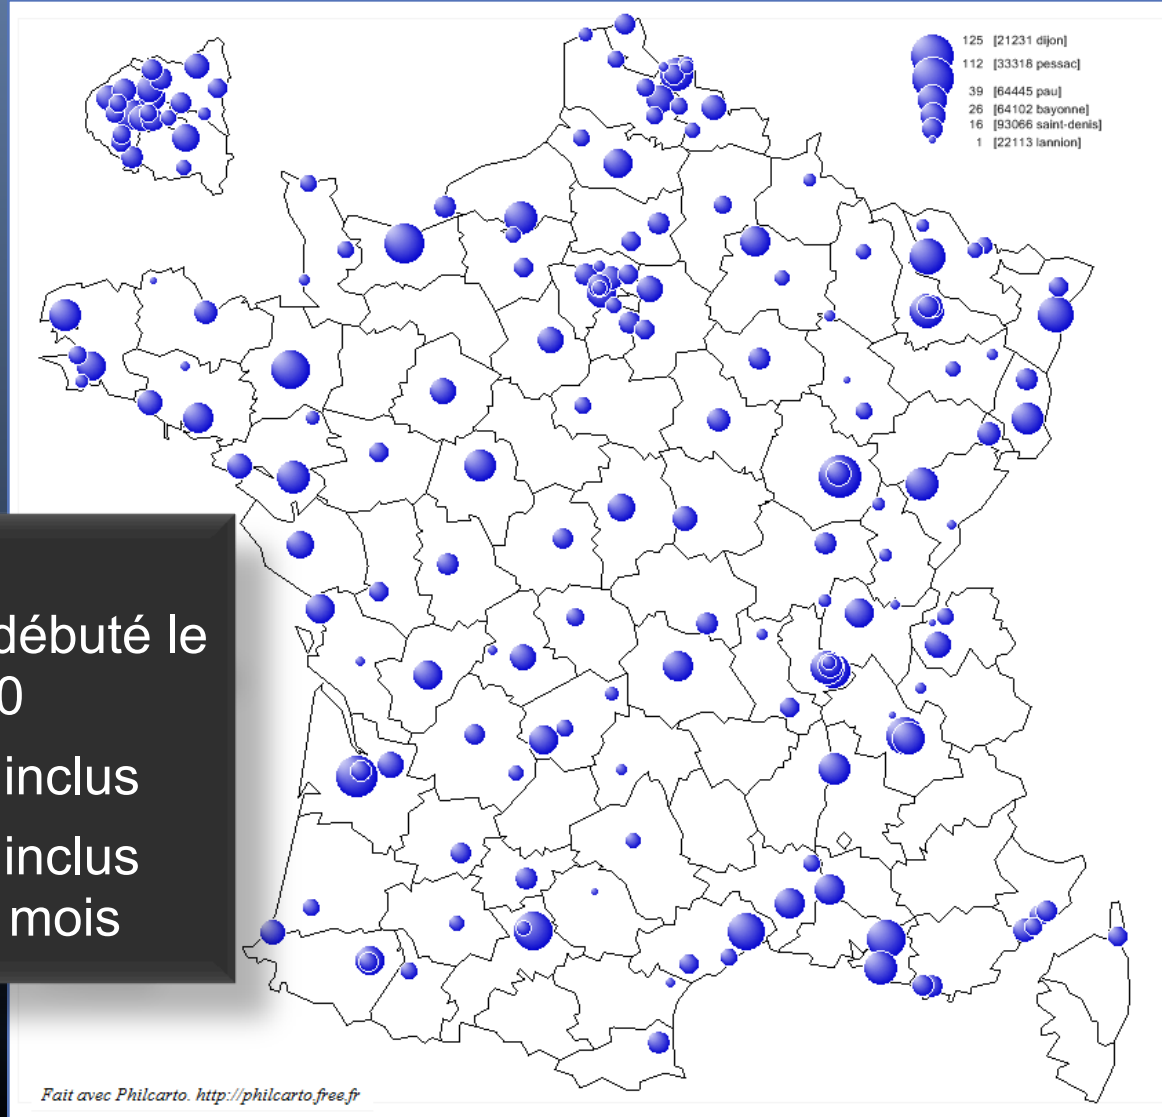 125 [21231 dijon]
112 [33318 pessac]
39 [64445 pau]
26 [64102 bayonne]
16 [93066 saint-denis]
1 [22113 lannion]
débuté le
0
inclus
inclus
mois
Fait avec Philcarto. http://philcarto.free.fr